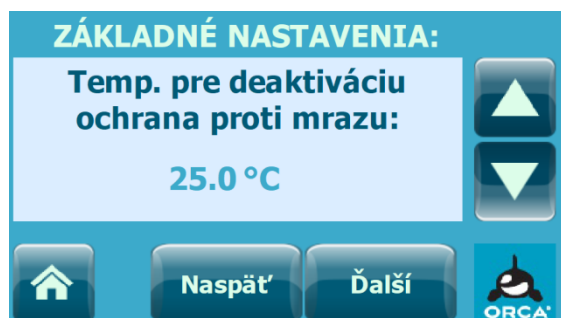 ZÁKLADNÉ NASTAVENIA:
Temp. pre deaktiváciu
ochrana proti mrazu:
25.0 °C
Naspäť
Ďalší
ORCA